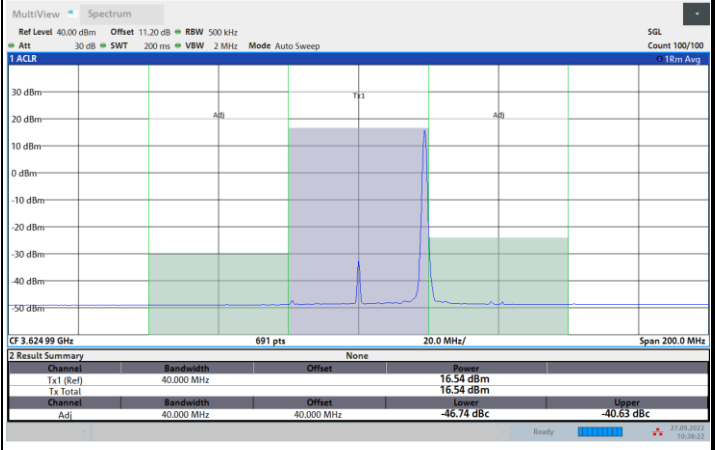 MultiView Spectrum
Ref Level 40.00 dBm Offset 11.20 dB RBW 500 kHz SGL
Att 30 dB SWT 200 ms VBW 2 MHz Mode Auto Sweep Count 100/100
1 ACLR 1Rm Avg
30 dBm
Tx1
20 dBm
Adj Adj
10 dBm
0 dBm
-10 dBm
-20 dBm
-30 dBm
-40 dBm
-50 dBm
CF 3.624 99 GHz 691 pts 20.0 MHz/ Span 200.0 MHz
2 Result Summary None
Channel Bandwidth Offset Power
Tx1 (Ref) 40.000 MHz 16.54 dBm
Tx Total 16.54 dBm
Channel Bandwidth Offset Lower Upper
Adj 40.000 MHz 40.000 MHz -46.74 dBc -40.63 dBc
Ready 27.09.2022
10:38:22